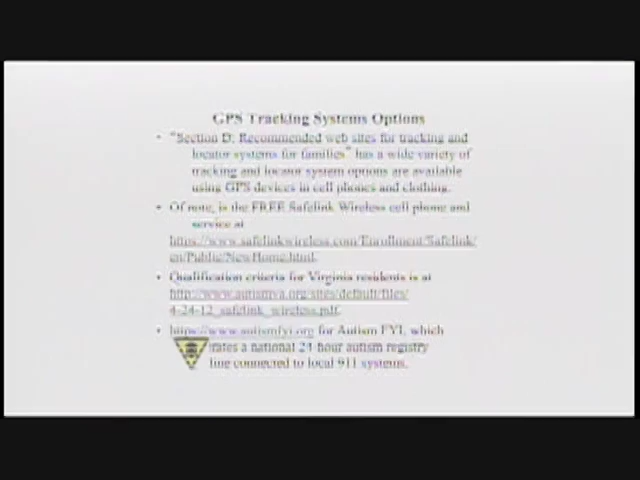 GPS Tracking Systems Options
• "Section D: Recommended web sites for tracking and
locator systems for families" has a wide variety of
tracking and locator system options are available
using GPS devices in cell phones and clothing.
• Of note, is the FREE Safelink Wireless cell phone and
service at
https://www.safelinkwireless.com/Enrollment/Safelink/
en/Public/NewHome.html.
• Qualification criteria for Virginia residents is at
http://www.autismva.org/sites/default/files/
4-24-12_safelink_wireless.pdf.
• https://www.autismfyi.org for Autism FYI, which
rates a national 24-hour autism registry
line connected to local 911 systems.